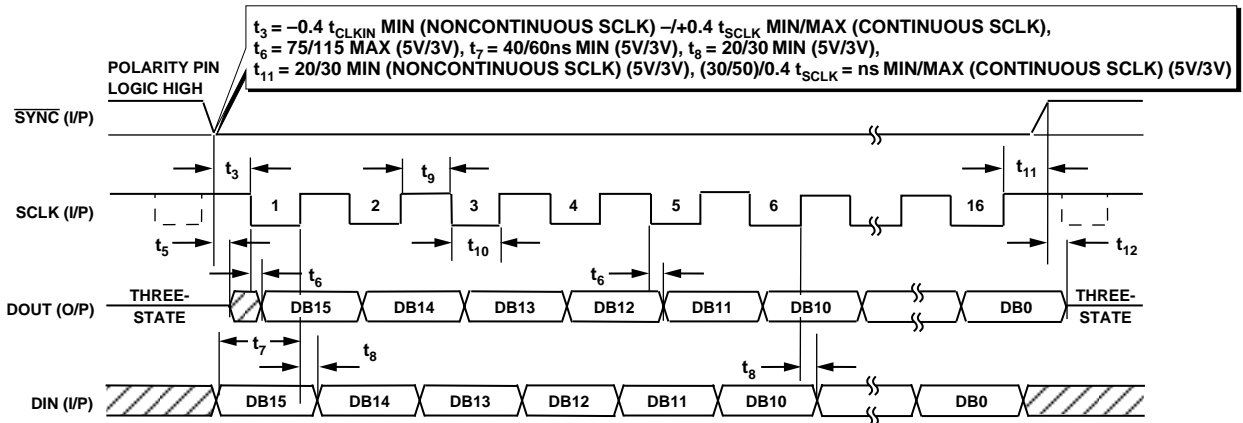 t3 = –0.4 tCLKIN MIN (NONCONTINUOUS SCLK) –/+0.4 tSCLK MIN/MAX (CONTINUOUS SCLK),
t6 = 75/115 MAX (5V/3V), t7 = 40/60ns MIN (5V/3V), t8 = 20/30 MIN (5V/3V),
t11 = 20/30 MIN (NONCONTINUOUS SCLK) (5V/3V), (30/50)/0.4 tSCLK = ns MIN/MAX (CONTINUOUS SCLK) (5V/3V)
POLARITY PIN
LOGIC HIGH
SYNC (I/P)
t3
t9
t11
SCLK (I/P)
1
2
3
4
5
6
16
t5
t10
t12
t6
t6
DOUT (O/P)
THREE-
STATE
DB15
DB14
DB13
DB12
DB11
DB10
DB0
THREE-
STATE
t7
t8
t8
DIN (I/P)
DB15
DB14
DB13
DB12
DB11
DB10
DB0